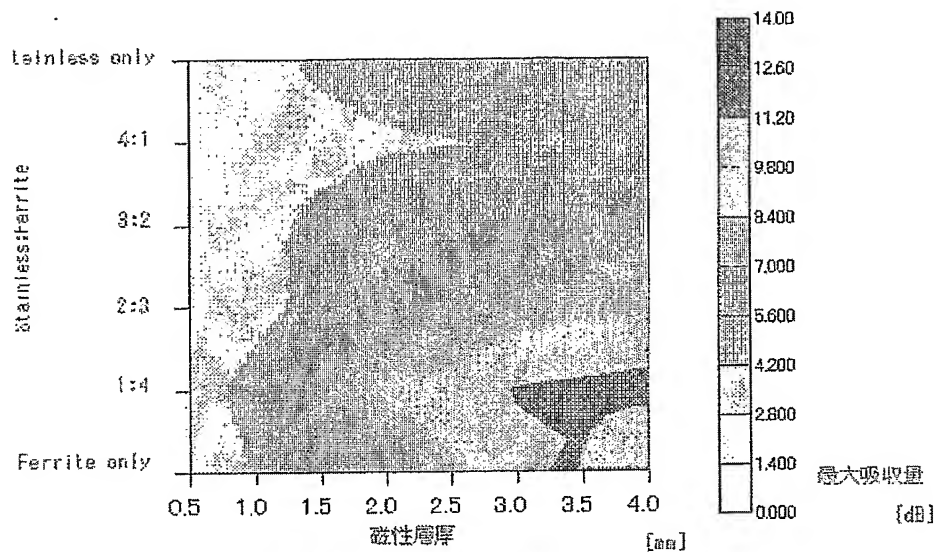 14.00
12.60
11.20
9.800
8.400
7.000
5.600
4.200
2.800
1.400
0.000
最大吸収量
[dB]
tainless only
4:1
3:2
2:3
1:4
Ferrite only
Stainless:Ferrite
0.5 1.0 1.5 2.0 2.5 3.0 3.5 4.0
磁性層厚
[mm]